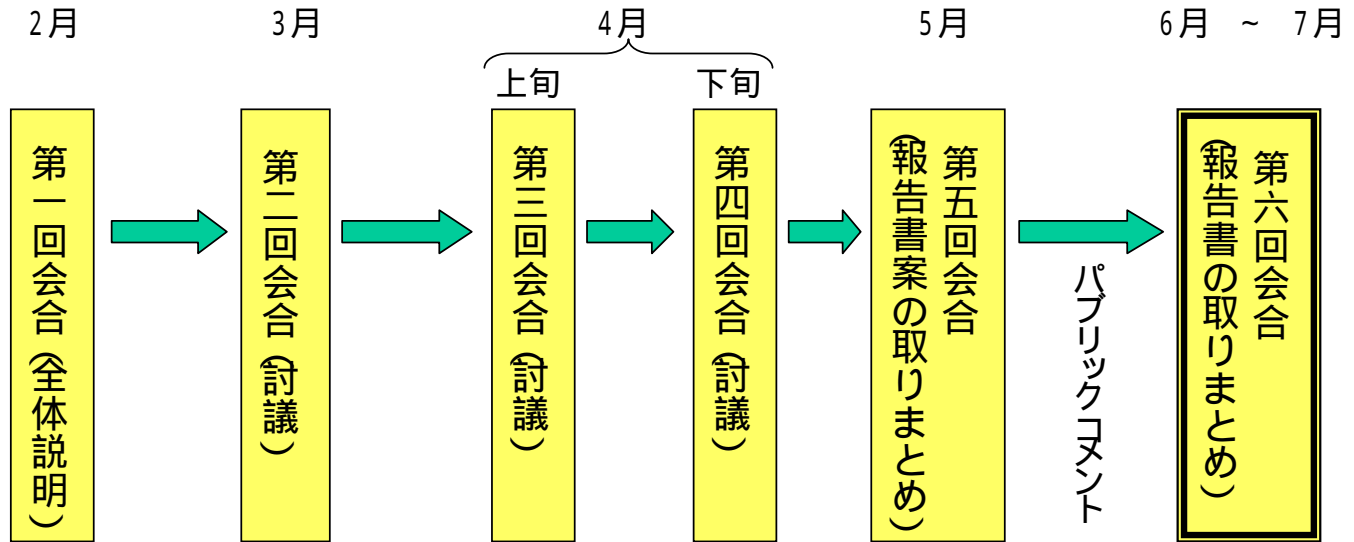 2月
3月
4月
5月
6月 ~ 7月
上旬
下旬
第一回会合(全体説明)
第二回会合(討議)
第三回会合(討議)
第四回会合(討議)
第五回会合
(報告書案の取りまとめ)
パブリックコメント
第六回会合
(報告書の取りまとめ)